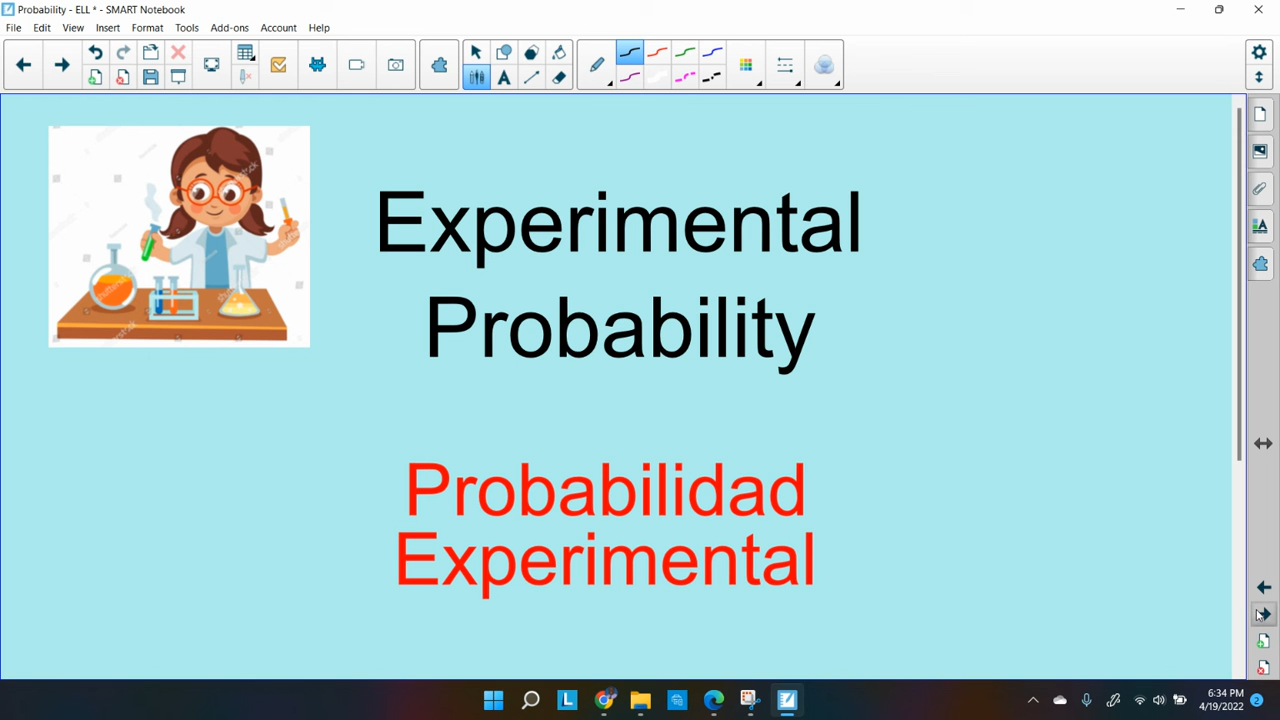 Probability - ELL * - SMART Notebook
File Edit View Insert Format Tools Add-ons Account Help
Experimental
Probability
Probabilidad
Experimental
6:34 PM
4/19/2022